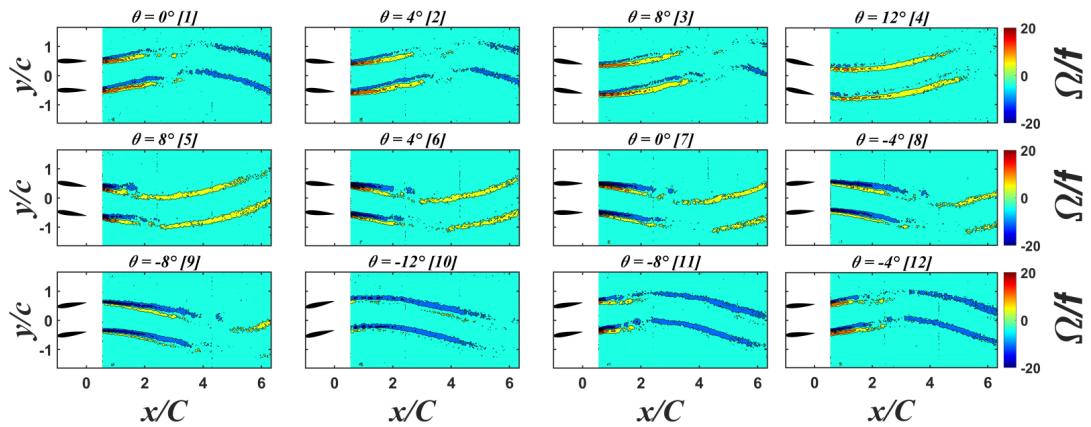 θ = 0° [1] θ = 4° [2] θ = 8° [3] θ = 12° [4]
y/c 1 0 -1 20 0 -20 Ω/f
θ = 8° [5] θ = 4° [6] θ = 0° [7] θ = -4° [8]
y/c 1 0 -1 20 0 -20 Ω/f
θ = -8° [9] θ = -12° [10] θ = -8° [11] θ = -4° [12]
y/c 1 0 -1 20 0 -20 Ω/f
0 2 4 6 0 2 4 6 0 2 4 6 0 2 4 6
x/C x/C x/C x/C